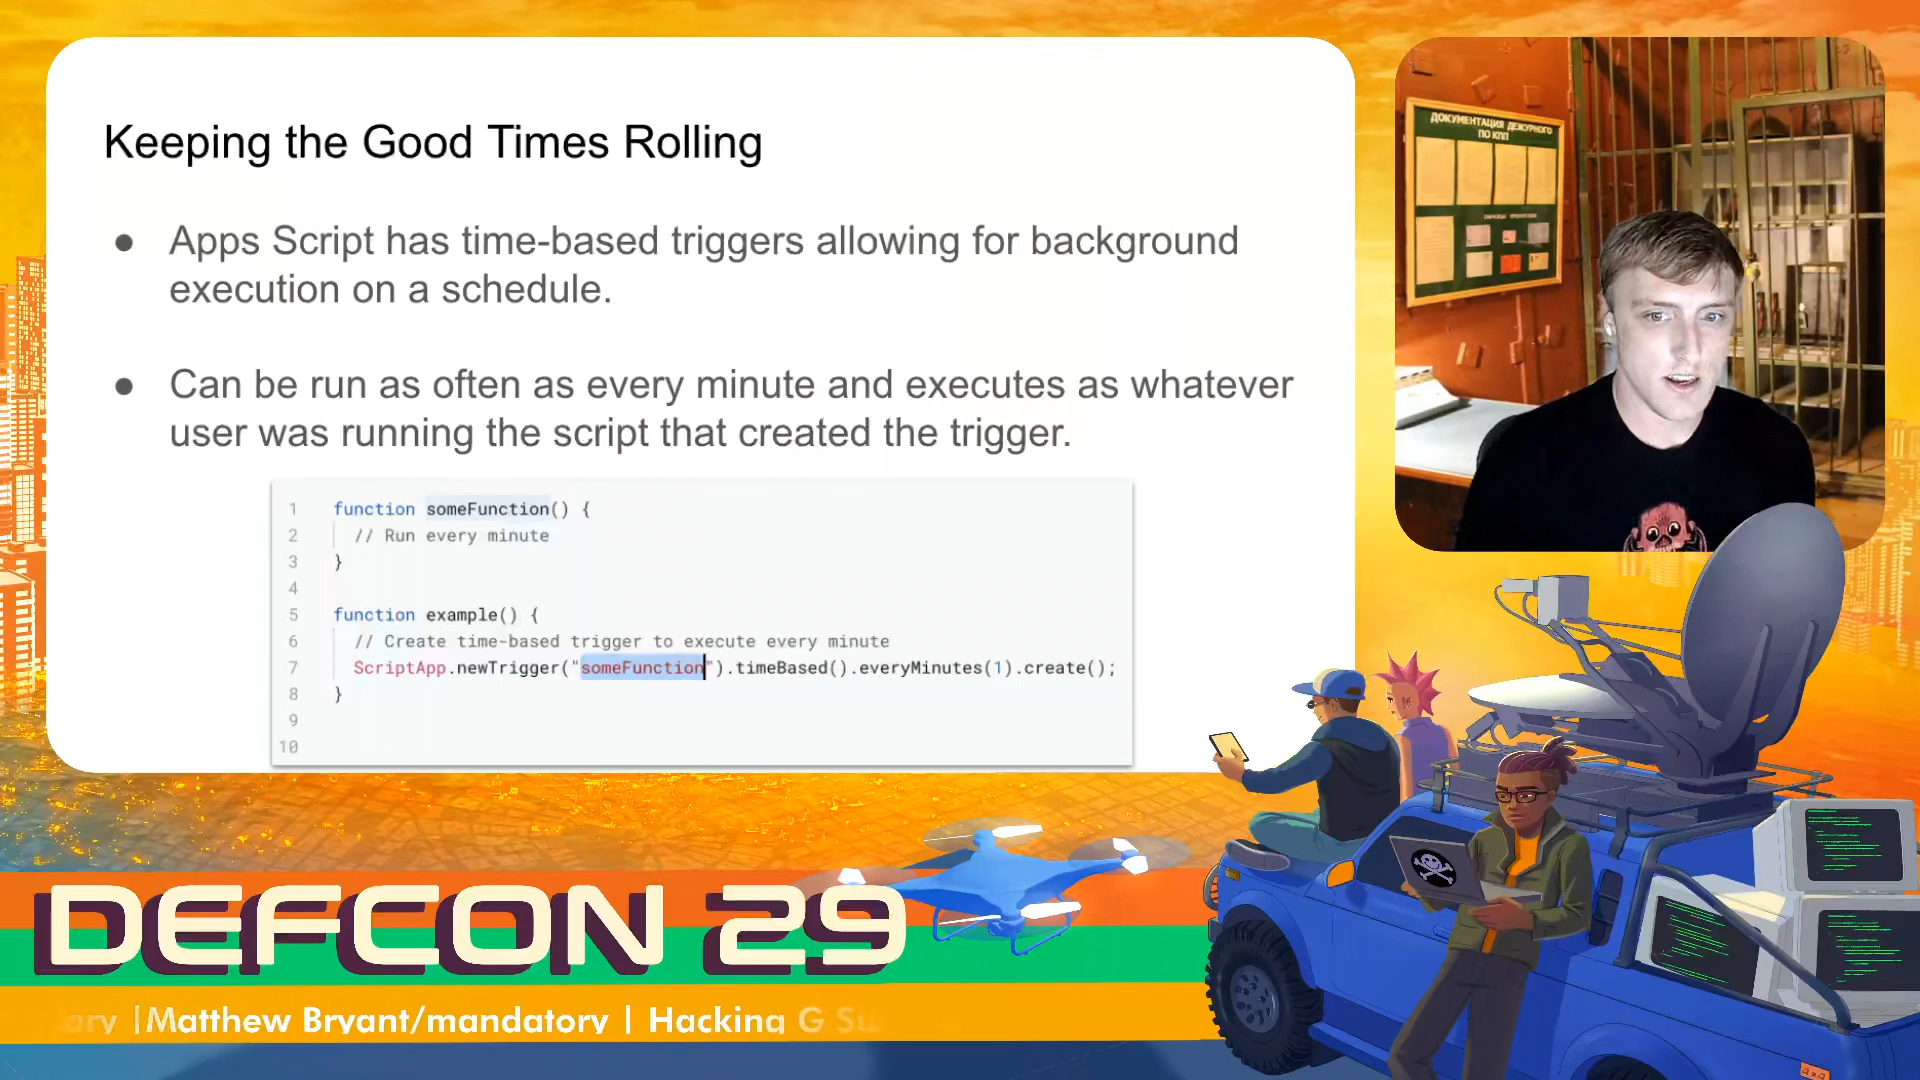 Keeping the Good Times Rolling
● Apps Script has time-based triggers allowing for background
execution on a schedule.
● Can be run as often as every minute and executes as whatever
user was running the script that created the trigger.
1 function someFunction() {
2 // Run every minute
3 }
4
5 function example() {
6 // Create time-based trigger to execute every minute
7 ScriptApp.newTrigger("someFunction").timeBased().everyMinutes(1).create();
8 }
9
10
ДОКУМЕНТАЦИЯ ДЕЖУРНОГО
ПО КПП
DEFCON 29
ary |Matthew Bryant/mandatory | Hacking G Su